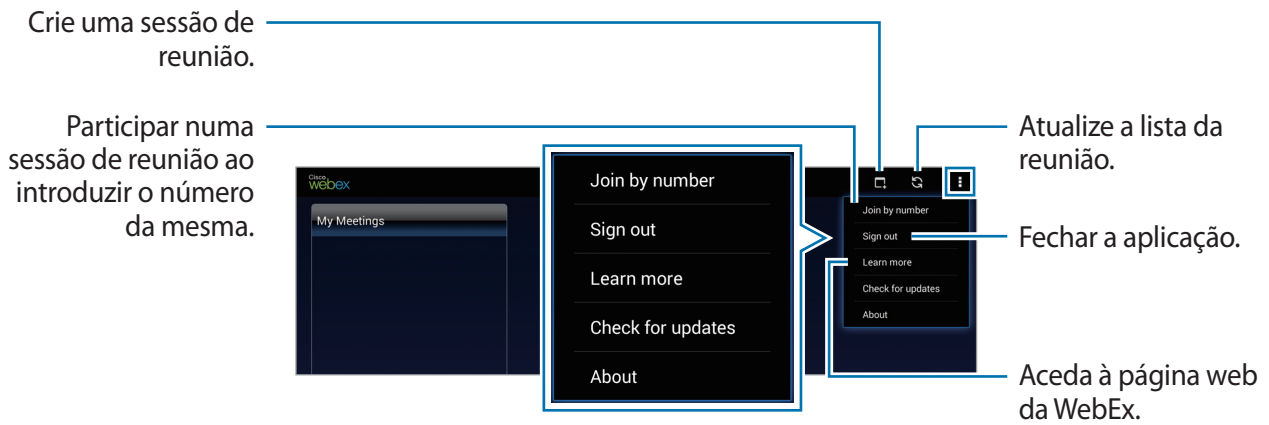 Crie uma sessão de
reunião.
Participar numa
sessão de reunião ao
introduzir o número
da mesma.
Cisco
webex
My Meetings
Join by number
Sign out
Learn more
Check for updates
About
Join by number
Sign out
Learn more
Check for updates
About
Atualize a lista da
reunião.
Fechar a aplicação.
Aceda à página web
da WebEx.